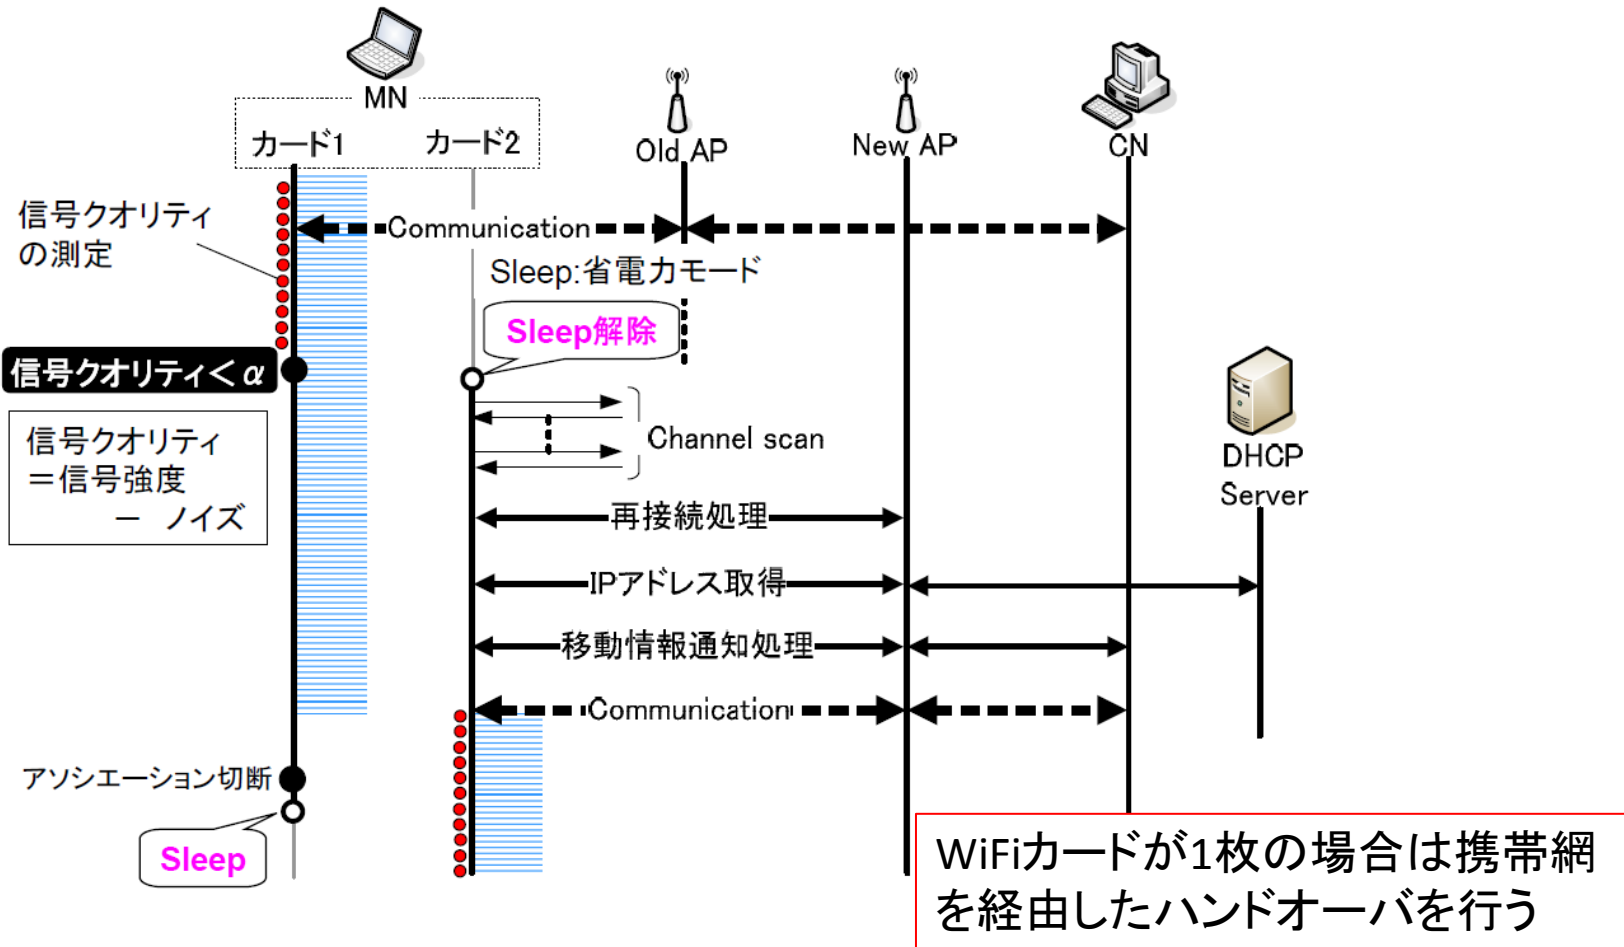 MN
カード1
カード2
Old AP
New AP
CN
信号クオリティ
の測定
Communication
Sleep:省電力モード
Sleep解除
信号クオリティ＜α
信号クオリティ
＝信号強度
－ ノイズ
Channel scan
DHCP
Server
再接続処理
IPアドレス取得
移動情報通知処理
Communication
アソシエーション切断
Sleep
WiFiカードが1枚の場合は携帯網
を経由したハンドオーバを行う